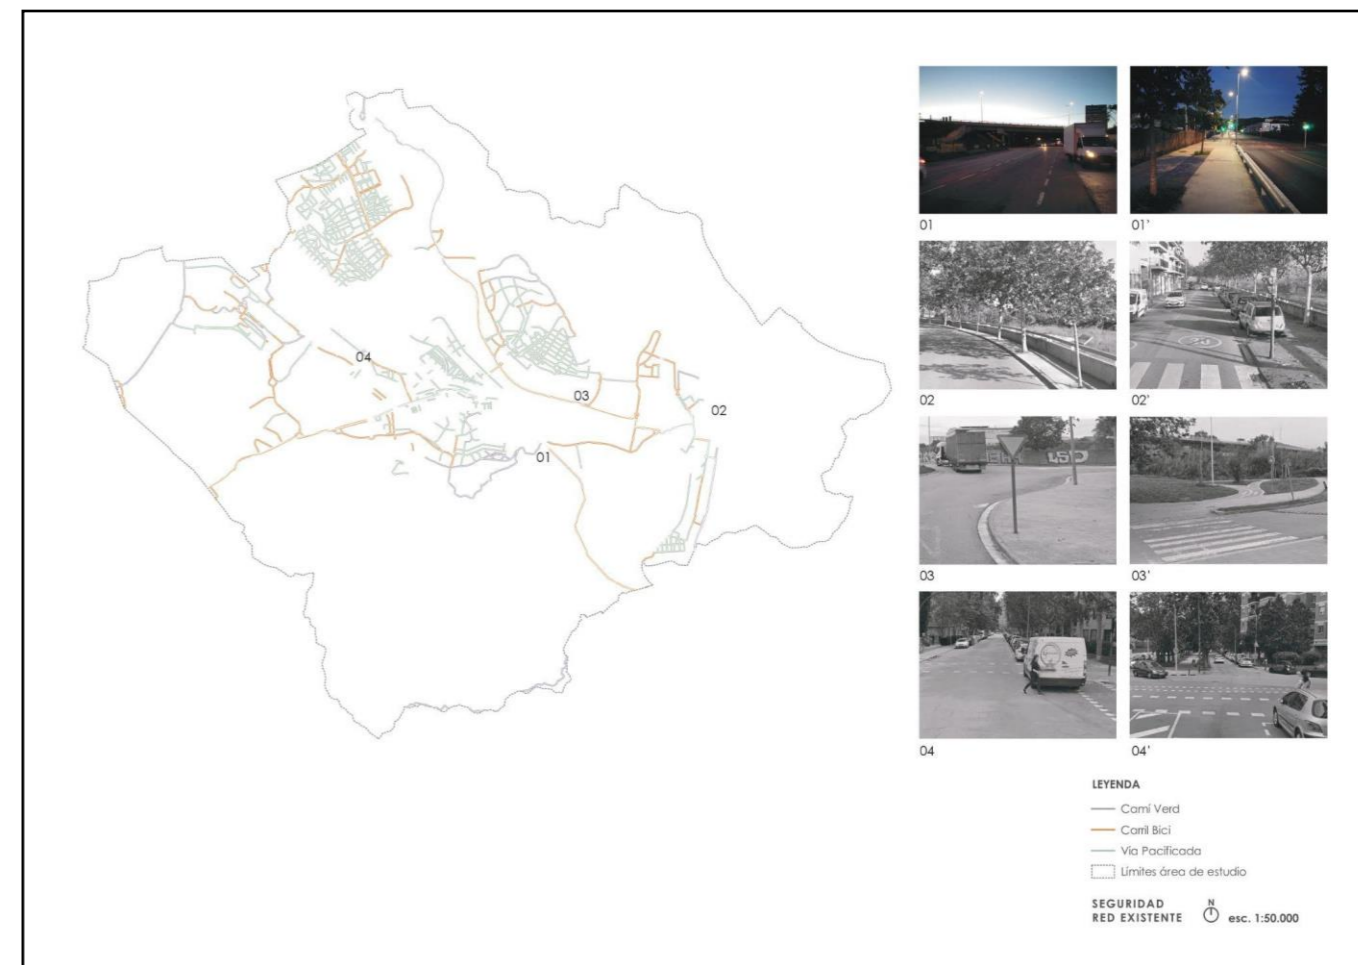 04
03
02
01
01
01'
02
02'
03
03'
04
04'
LEYENDA
Camí Verd
Carril Bici
Vía Pacificada
Límites área de estudio
SEGURIDAD
RED EXISTENTE
N
esc. 1:50.000